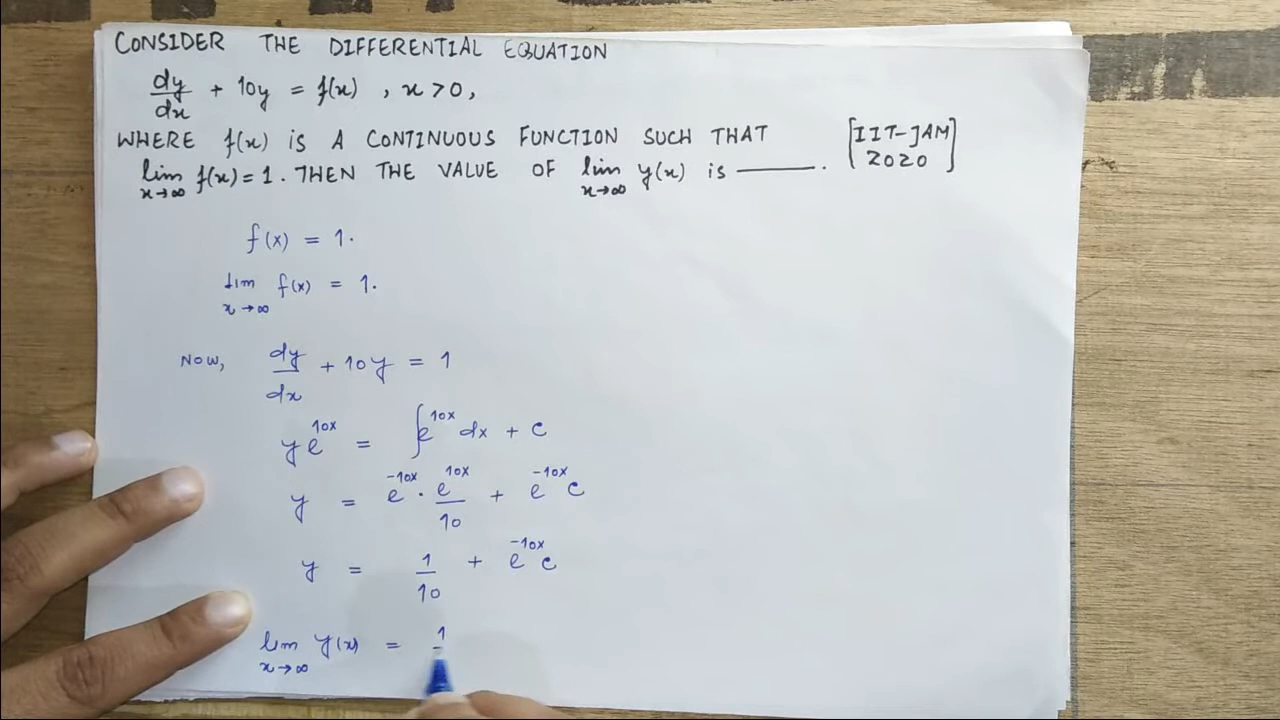 CONSIDER THE DIFFERENTIAL EQUATION
dy/dx + 10y = f(x) , x > 0,
WHERE f(x) is A CONTINUOUS FUNCTION SUCH THAT [IIT-JAM 2020]
lim x→∞ f(x) = 1. THEN THE VALUE OF lim x→∞ y(x) is ———.
f(x) = 1.
lim x→∞ f(x) = 1.
NOW, dy/dx + 10y = 1
y e^10x = ∫ e^10x dx + c
y = e^-10x · e^10x/10 + e^-10x c
y = 1/10 + e^-10x c
lim x→∞ y(x) = 1